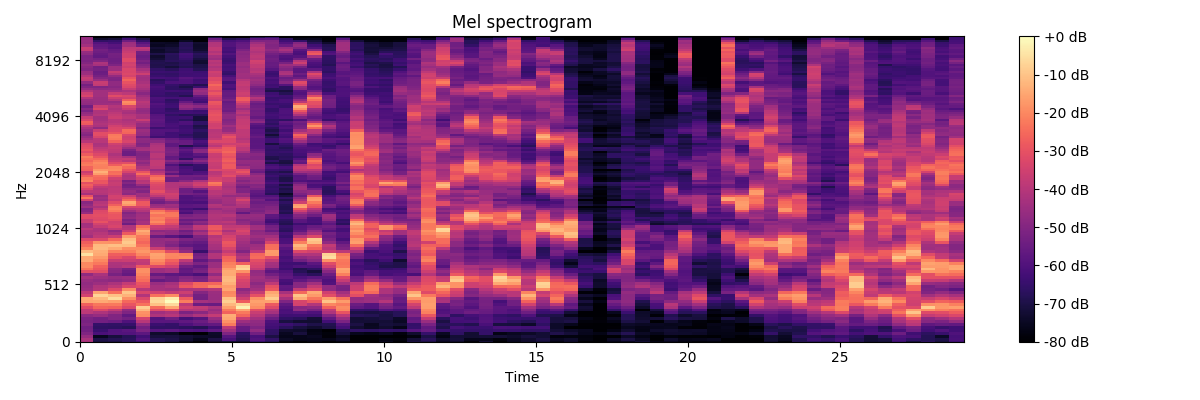 Mel spectrogram
Hz
8192
4096
2048
1024
512
0
0 5 10 15 20 25
Time
+0 dB
-10 dB
-20 dB
-30 dB
-40 dB
-50 dB
-60 dB
-70 dB
-80 dB